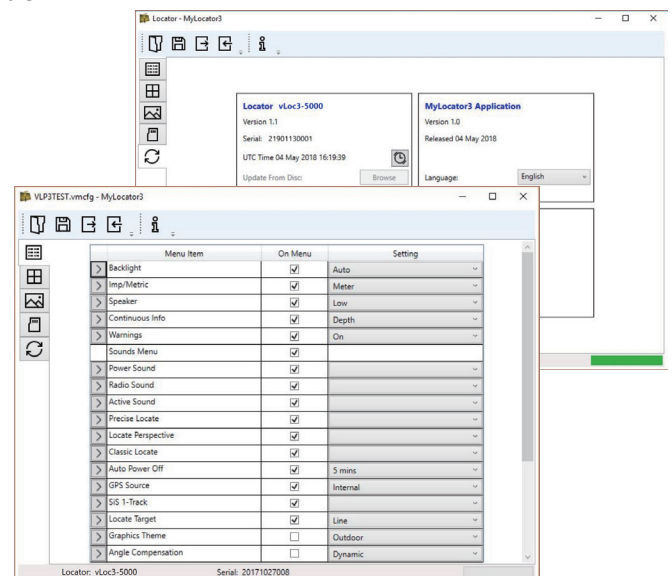 Locator - MyLocator3
Locator vLoc3-5000
Version 1.1
Serial: 21901130001
UTC Time 04 May 2018 16:19:39
Update From Disc: Browse
MyLocator3 Application
Version 1.0
Released 04 May 2018
Language: English
VLP3TEST.vmcfg - MyLocator3
Menu Item On Menu Setting
Backlight Auto
Imp/Metric Meter
Speaker Low
Continuous Info Depth
Warnings On
Sounds Menu
Power Sound
Radio Sound
Active Sound
Precise Locate
Locate Perspective
Classic Locate
Auto Power Off 5 mins
GPS Source Internal
SiS 1-Track
Locate Target Line
Graphics Theme Outdoor
Angle Compensation Dynamic
Locator: vLoc3-5000 Serial: 20171027008